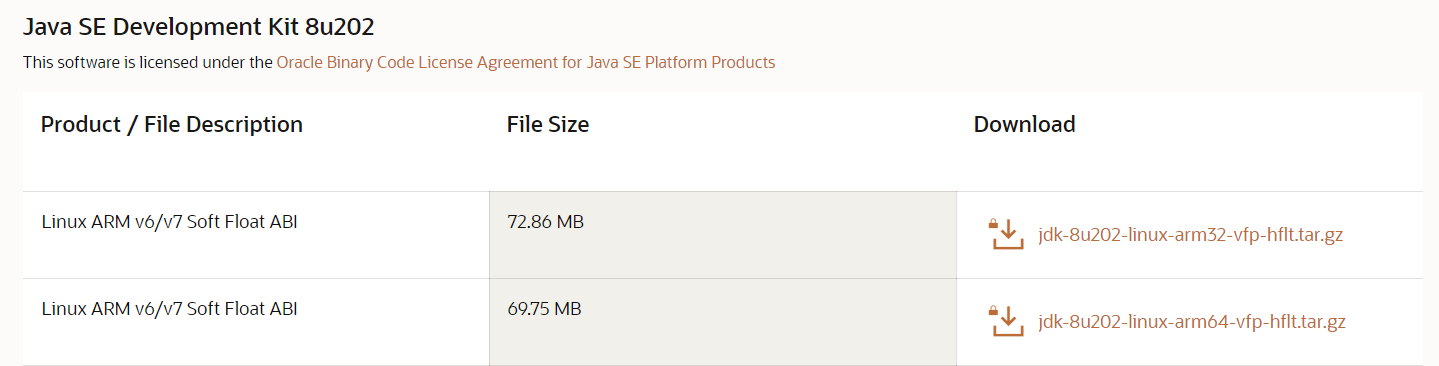 Java SE Development Kit 8u202
This software is licensed under the Oracle Binary Code License Agreement for Java SE Platform Products
Product / File Description File Size Download
Linux ARM v6/v7 Soft Float ABI 72.86 MB jdk-8u202-linux-arm32-vfp-hflt.tar.gz
Linux ARM v6/v7 Soft Float ABI 69.75 MB jdk-8u202-linux-arm64-vfp-hflt.tar.gz